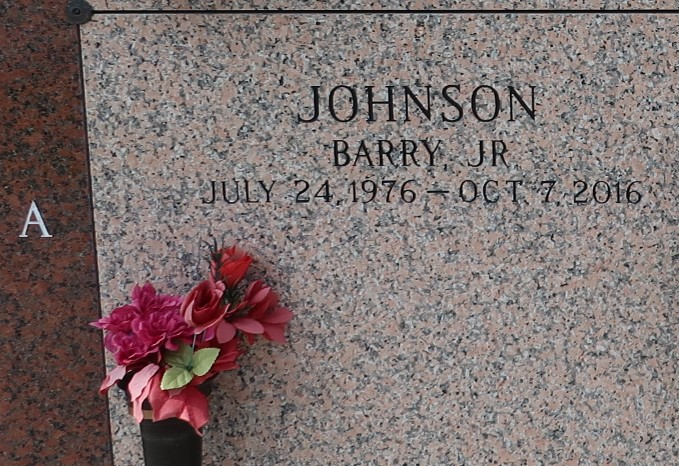 JOHNSON
BARRY, JR
JULY 24, 1976 — OCT. 7, 2016
A